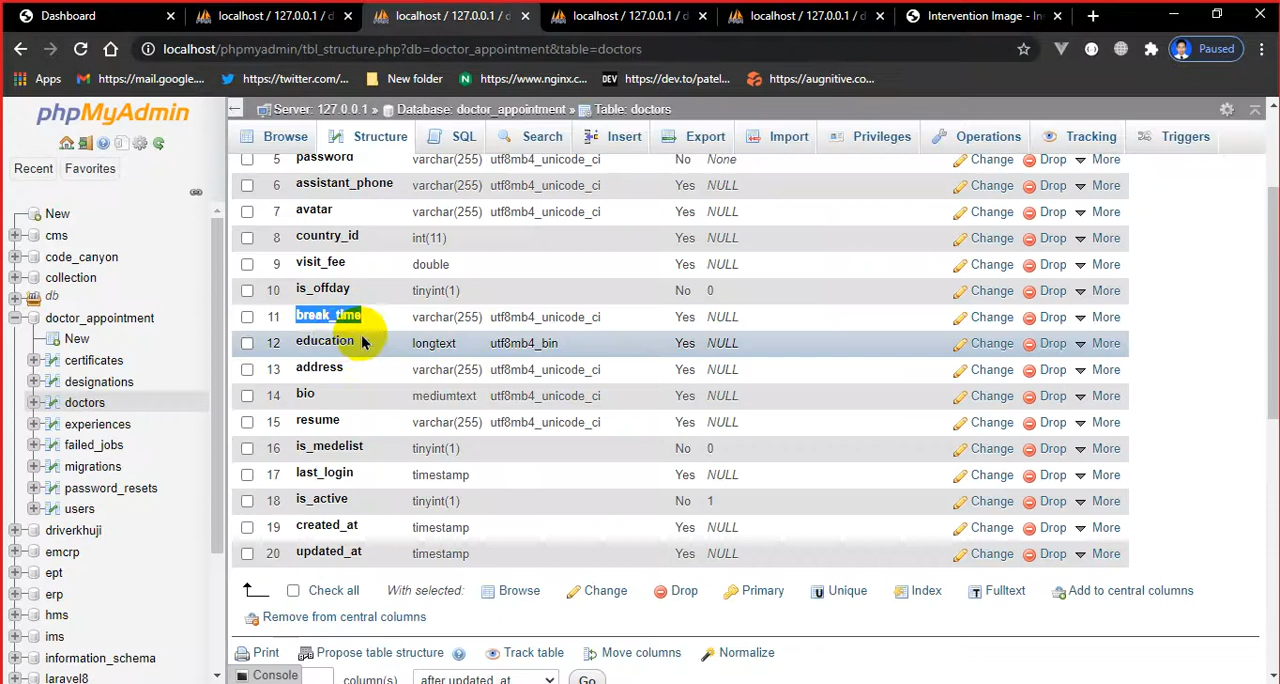 Dashboard localhost / 127.0.0.1 / d localhost / 127.0.0.1 / d localhost / 127.0.0.1 / d localhost / 127.0.0.1 / d Intervention Image - In
localhost/phpmyadmin/tbl_structure.php?db=doctor_appointment&table=doctors Paused
Apps https://mail.google.... https://twitter.com/... New folder https://www.nginx.c... DEV https://dev.to/patel... https://augnitive.co...
phpMyAdmin
Recent Favorites
New
cms
code_canyon
collection
db
doctor_appointment
New
certificates
designations
doctors
experiences
failed_jobs
migrations
password_resets
users
driverkhuji
emcrp
ept
erp
hms
ims
information_schema
laravel8
Server: 127.0.0.1 » Database: doctor_appointment » Table: doctors
Browse Structure SQL Search Insert Export Import Privileges Operations Tracking Triggers
5 password varchar(255) utf8mb4_unicode_ci No None Change Drop More
6 assistant_phone varchar(255) utf8mb4_unicode_ci Yes NULL Change Drop More
7 avatar varchar(255) utf8mb4_unicode_ci Yes NULL Change Drop More
8 country_id int(11) Yes NULL Change Drop More
9 visit_fee double Yes NULL Change Drop More
10 is_offday tinyint(1) No 0 Change Drop More
11 break_time varchar(255) utf8mb4_unicode_ci Yes NULL Change Drop More
12 education longtext utf8mb4_bin Yes NULL Change Drop More
13 address varchar(255) utf8mb4_unicode_ci Yes NULL Change Drop More
14 bio mediumtext utf8mb4_unicode_ci Yes NULL Change Drop More
15 resume varchar(255) utf8mb4_unicode_ci Yes NULL Change Drop More
16 is_medelist tinyint(1) No 0 Change Drop More
17 last_login timestamp Yes NULL Change Drop More
18 is_active tinyint(1) No 1 Change Drop More
19 created_at timestamp Yes NULL Change Drop More
20 updated_at timestamp Yes NULL Change Drop More
Check all With selected: Browse Change Drop Primary Unique Index Fulltext Add to central columns
Remove from central columns
Print Propose table structure Track table Move columns Normalize
Console column(s) after updated_at Go